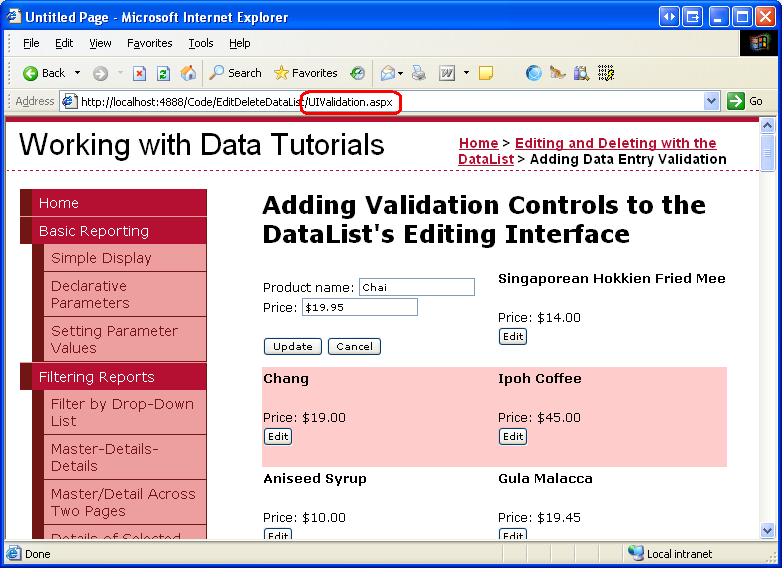 Untitled Page - Microsoft Internet Explorer
File Edit View Favorites Tools Help
Back Search Favorites
Address http://localhost:4888/Code/EditDeleteDataList/UIValidation.aspx Go
Working with Data Tutorials
Home > Editing and Deleting with the
DataList > Adding Data Entry Validation
Home
Basic Reporting
Simple Display
Declarative
Parameters
Setting Parameter
Values
Filtering Reports
Filter by Drop-Down
List
Master-Details-
Details
Master/Detail Across
Two Pages
Details of Selected
Adding Validation Controls to the
DataList's Editing Interface
Product name: Chai
Price: $19.95
Update Cancel
Singaporean Hokkien Fried Mee
Price: $14.00
Edit
Chang
Price: $19.00
Edit
Ipoh Coffee
Price: $45.00
Edit
Aniseed Syrup
Price: $10.00
Edit
Gula Malacca
Price: $19.45
Edit
Done
Local intranet